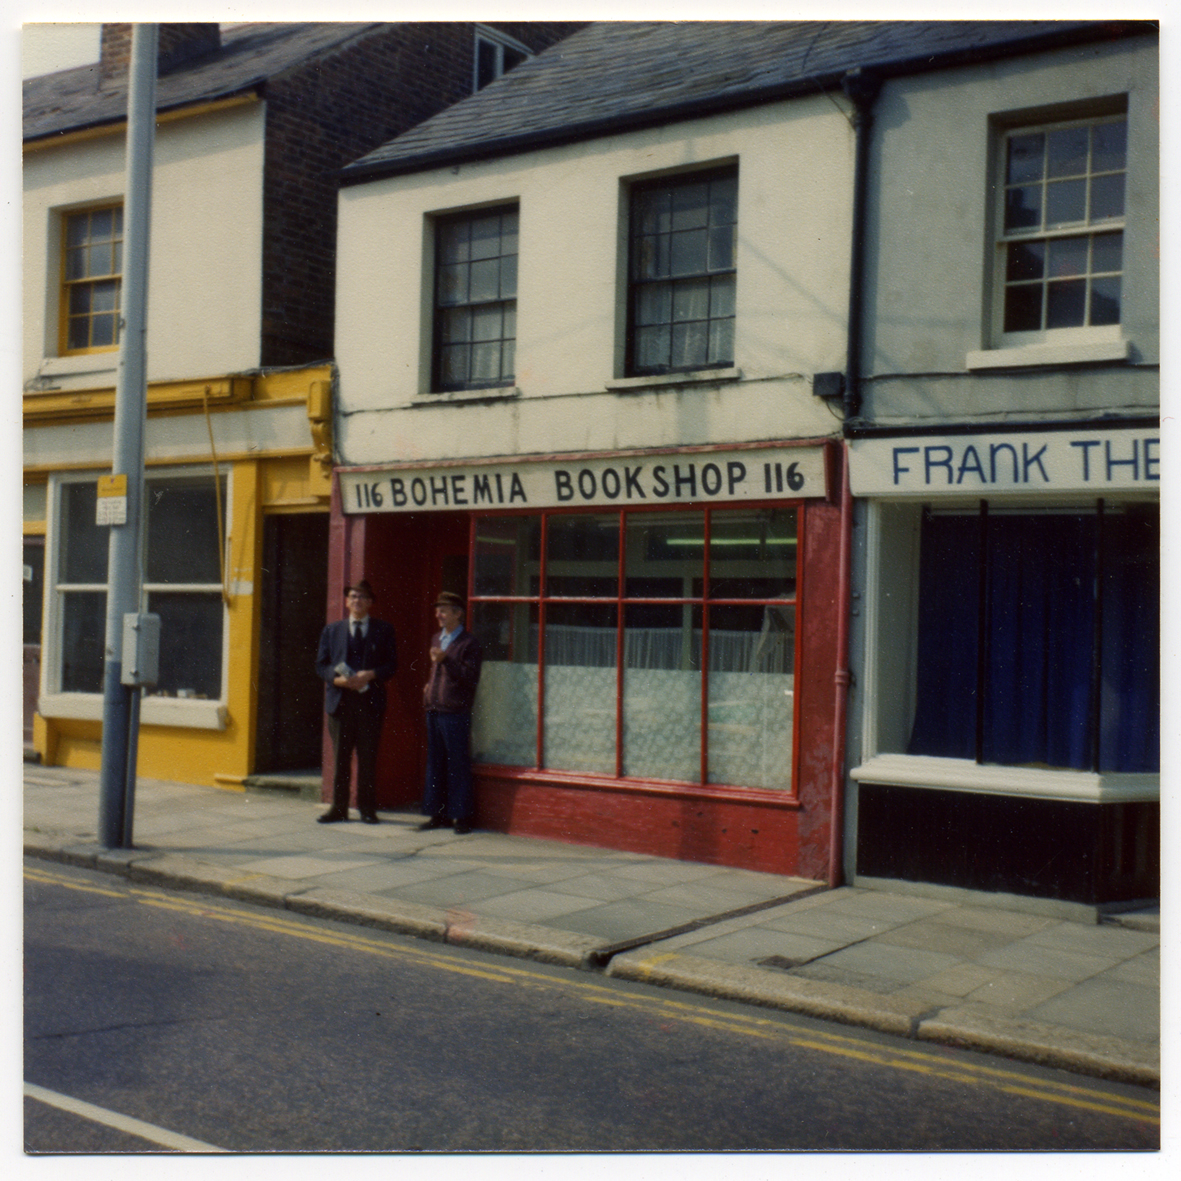 116 BOHEMIA BOOKSHOP 116
FRANK THE